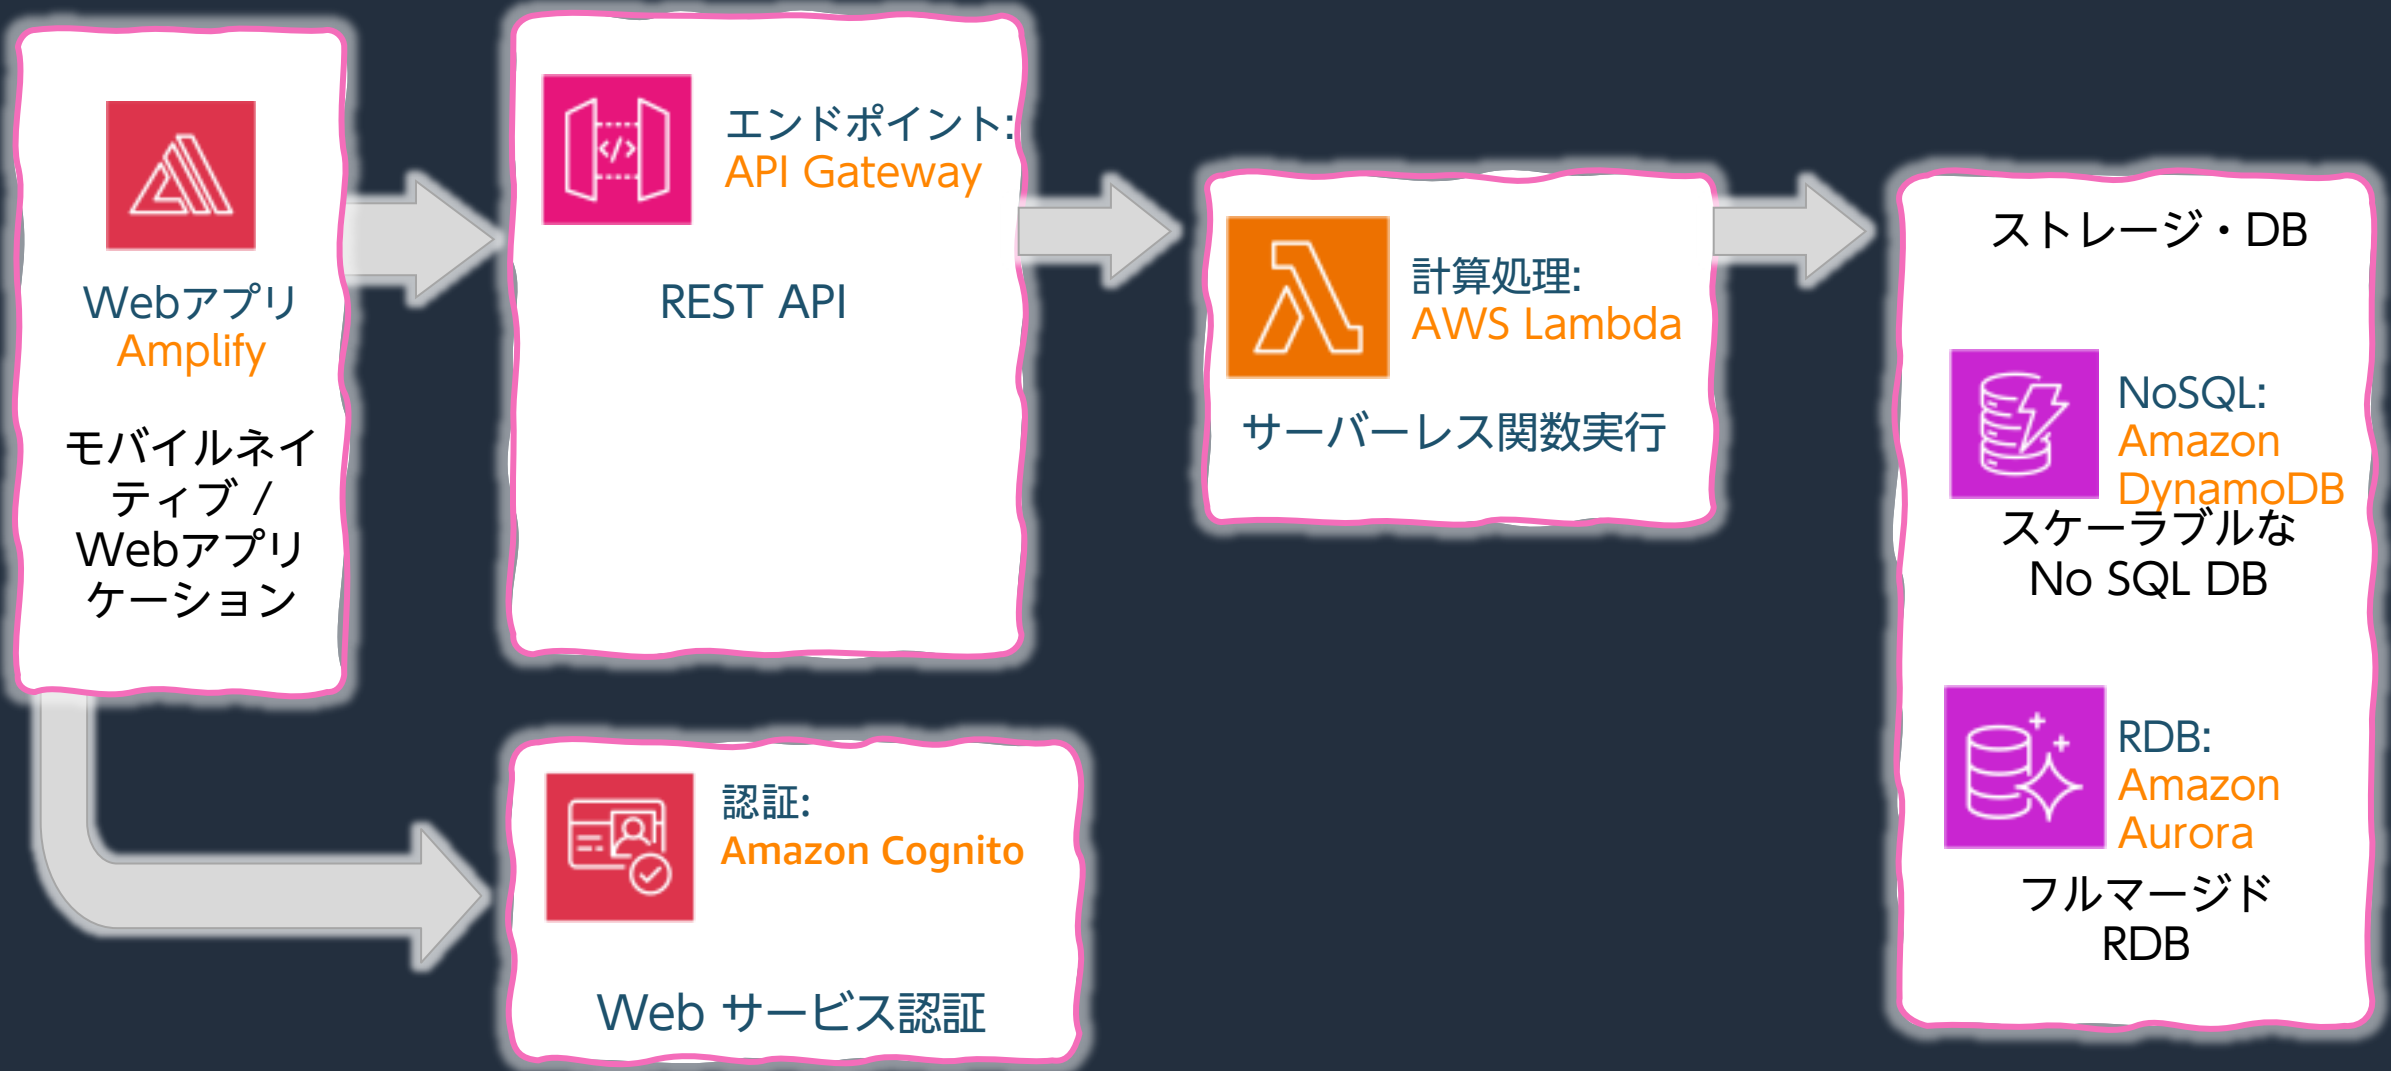 Webアプリ
Amplify
モバイルネイ
ティブ /
Webアプリ
ケーション
エンドポイント:
API Gateway
REST API
認証:
Amazon Cognito
Web サービス認証
計算処理:
AWS Lambda
サーバーレス関数実行
ストレージ・DB
NoSQL:
Amazon
DynamoDB
スケーラブルな
No SQL DB
RDB:
Amazon
Aurora
フルマージド
RDB